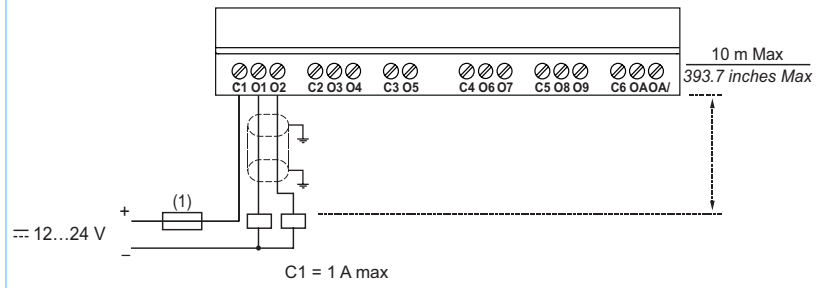 10 m Max
393.7 inches Max
C1 O1 O2 C2 O3 O4 C3 O5 C4 O6 O7 C5 O8 O9 C6 OA OA/
(1)
+
⎓ 12...24 V
–
C1 = 1 A max